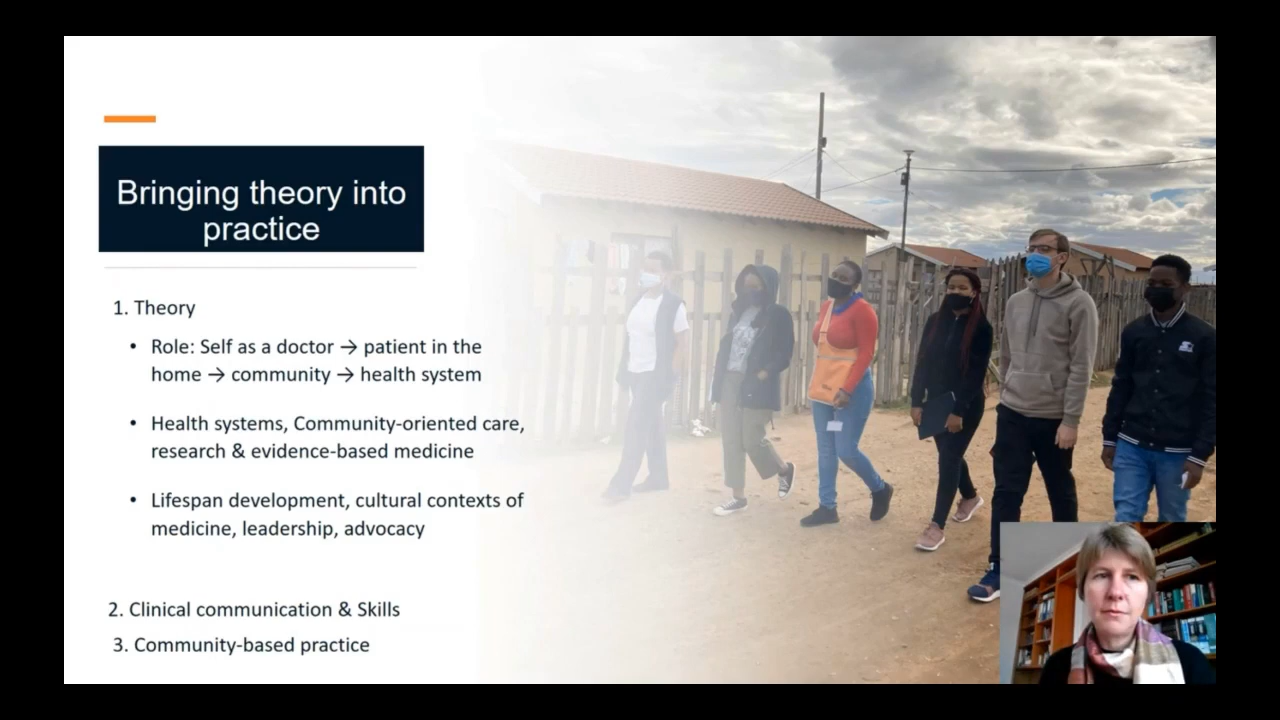 Bringing theory into
practice
1. Theory
• Role: Self as a doctor → patient in the
home → community → health system
• Health systems, Community-oriented care,
research & evidence-based medicine
• Lifespan development, cultural contexts of
medicine, leadership, advocacy
2. Clinical communication & Skills
3. Community-based practice